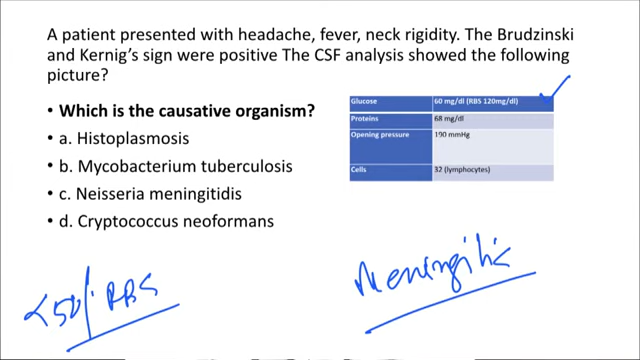 A patient presented with headache, fever, neck rigidity. The Brudzinski
and Kernig's sign were positive The CSF analysis showed the following
picture?
• Which is the causative organism?
• a. Histoplasmosis
• b. Mycobacterium tuberculosis
• c. Neisseria meningitidis
• d. Cryptococcus neoformans
Glucose 60 mg/dl (RBS 120mg/dl)
Proteins 68 mg/dl
Opening pressure 190 mmHg
Cells 32 (lymphocytes)
<50% RBS
Meningitis